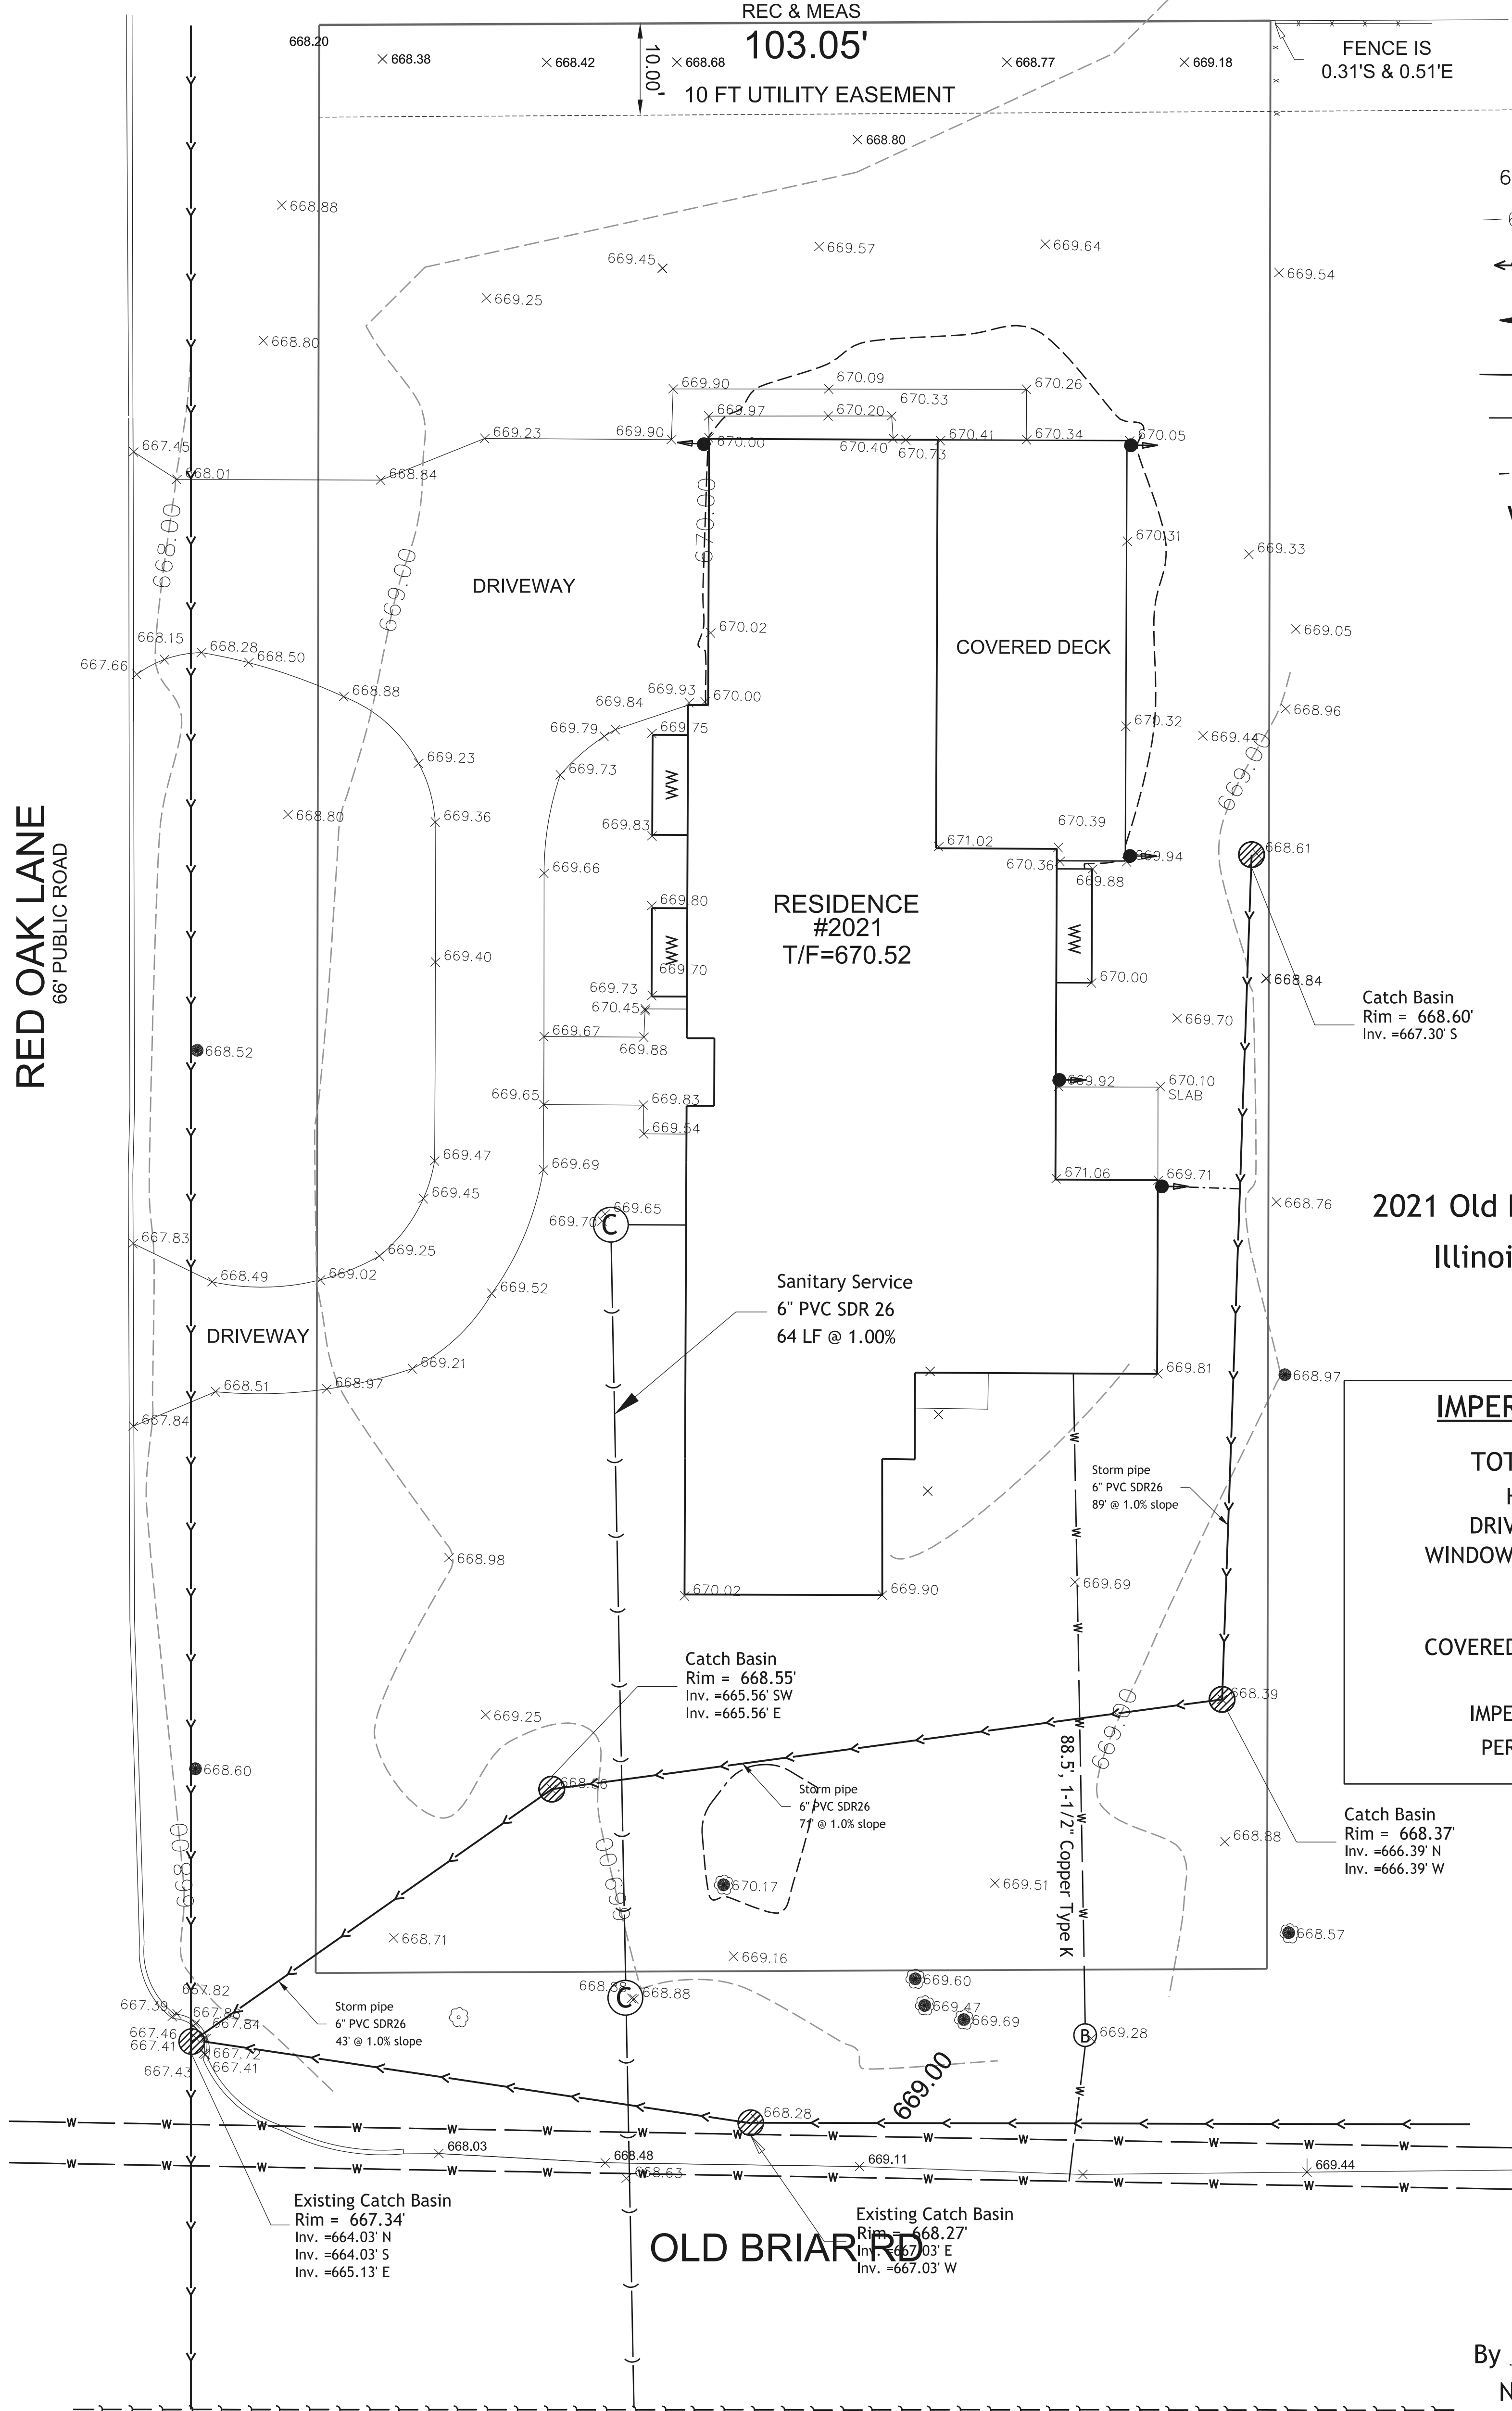 REC & MEAS
103.05'
668.20
668.38
668.42
668.68
668.77
669.18
10.00'
10 FT UTILITY EASEMENT
FENCE IS
0.31'S & 0.51'E
668.80
668.88
669.45
669.57
669.64
669.54
669.25
668.80
669.90
670.09
670.26
670.33
669.97
670.20
667.45
669.23
669.90
670.00
670.40
670.73
670.41
670.34
670.05
668.01
668.84
668.00
669.00
670.00
670.31
669.33
DRIVEWAY
670.02
COVERED DECK
669.05
668.15
668.28
668.50
667.66
668.88
669.93
670.00
669.84
669.79
669.75
670.32
669.44
668.96
669.00
669.23
669.73
W
668.80
669.36
669.83
670.39
671.02
670.36
669.94
668.61
669.66
669.88
RED OAK LANE
66' PUBLIC ROAD
RESIDENCE
#2021
T/F=670.52
669.80
W
W
669.40
669.70
669.73
670.00
668.84
670.45
Catch Basin
Rim = 668.60'
Inv. =667.30' S
669.67
669.88
669.70
668.52
669.65
669.83
669.92
670.10
SLAB
669.54
669.47
669.69
671.06
669.71
669.45
668.76
2021 Old
Illinoi
669.65
669.70
C
667.83
669.25
668.49
669.02
669.52
Sanitary Service
6" PVC SDR 26
64 LF @ 1.00%
DRIVEWAY
669.21
668.51
668.97
669.81
668.97
667.84
IMPER
TOT
H
DRIV
WINDOW
COVERED
IMPE
PER
Storm pipe
6" PVC SDR26
89' @ 1.0% slope
668.98
669.69
670.02
669.90
Catch Basin
Rim = 668.55'
Inv. =665.56' SW
Inv. =665.56' E
668.39
669.25
669.00
668.60
88.5', 1-1/2" Copper Type K
Storm pipe
6" PVC SDR26
71' @ 1.0% slope
Catch Basin
Rim = 668.37'
Inv. =666.39' N
Inv. =666.39' W
668.88
668.00
669.00
670.17
669.51
668.57
668.71
669.16
667.82
668.88
C
668.88
669.60
669.47
669.69
667.39
667.84
667.46
667.41
667.72
667.41
667.43
Storm pipe
6" PVC SDR26
43' @ 1.0% slope
B
669.28
669.00
668.28
668.03
668.48
668.63
669.11
669.44
Existing Catch Basin
Rim = 667.34'
Inv. =664.03' N
Inv. =664.03' S
Inv. =665.13' E
OLD BRIAR RD
Existing Catch Basin
Rim = 668.27'
Inv. =667.03' E
Inv. =667.03' W
By
N